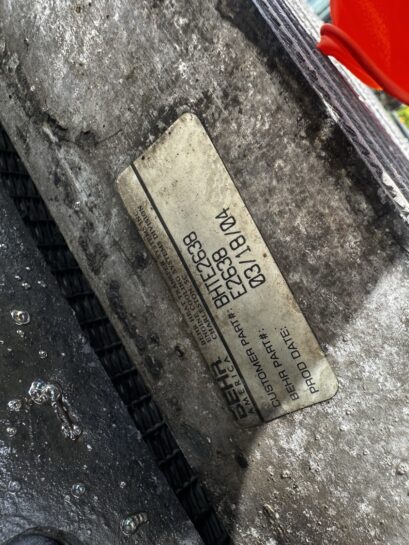 BEHR
AMERICA
CUSTOMER PART#: BHTE2638
BEHR PART#: E2638
PROD DATE: 03/18/04